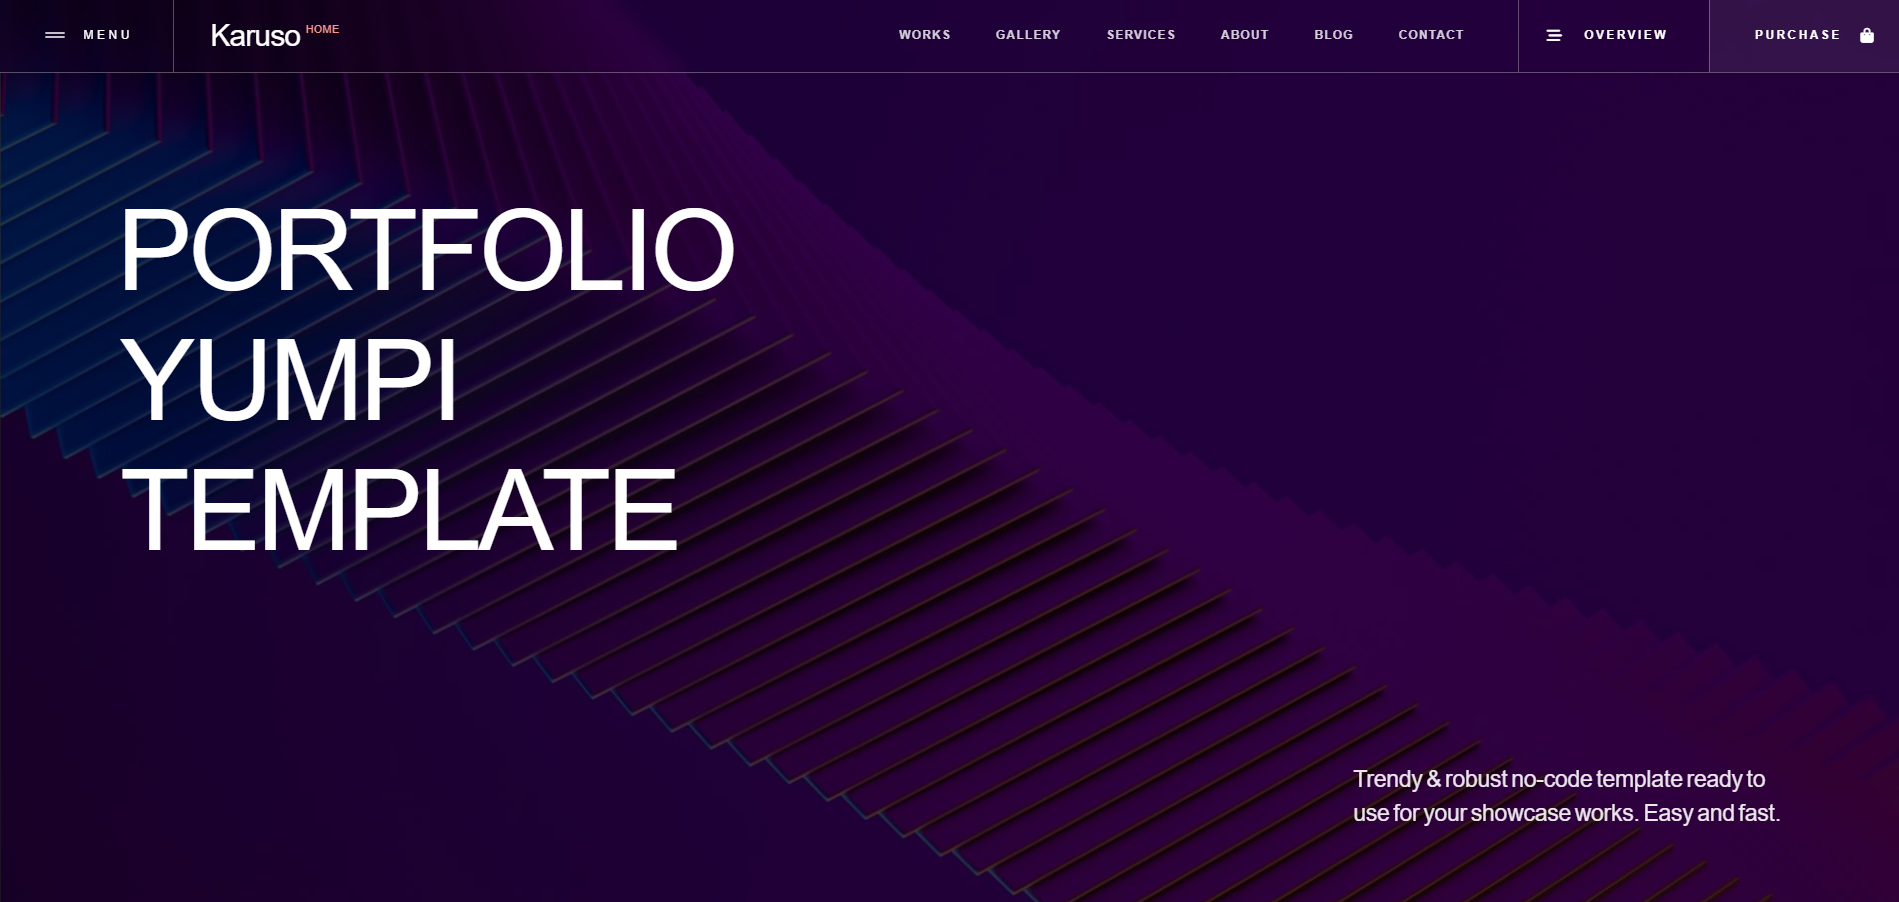 MENU
Karuso HOME
WORKS GALLERY SERVICES ABOUT BLOG CONTACT
OVERVIEW
PURCHASE
PORTFOLIO
YUMPI
TEMPLATE
Trendy & robust no-code template ready to
use for your showcase works. Easy and fast.